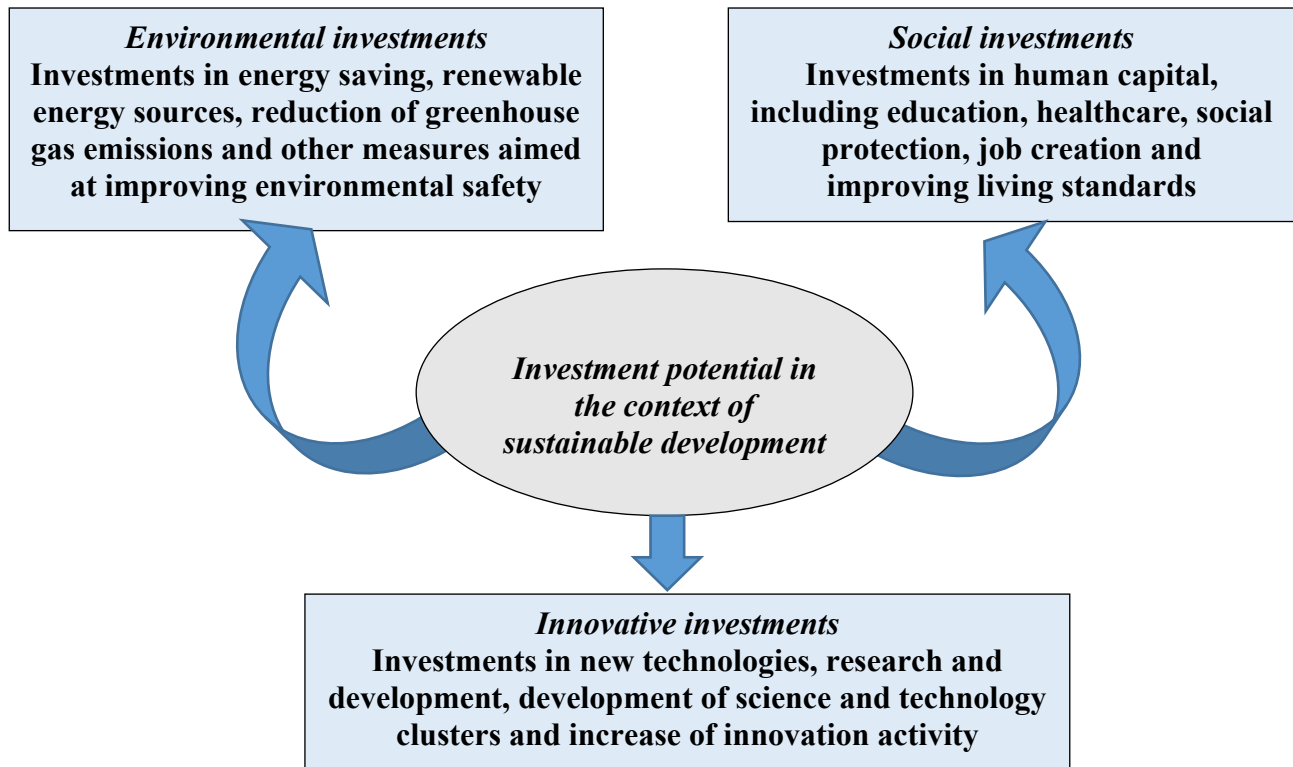 Environmental investments
Investments in energy saving, renewable
energy sources, reduction of greenhouse
gas emissions and other measures aimed
at improving environmental safety
Social investments
Investments in human capital,
including education, healthcare, social
protection, job creation and
improving living standards
Investment potential in
the context of
sustainable development
Innovative investments
Investments in new technologies, research and
development, development of science and technology
clusters and increase of innovation activity